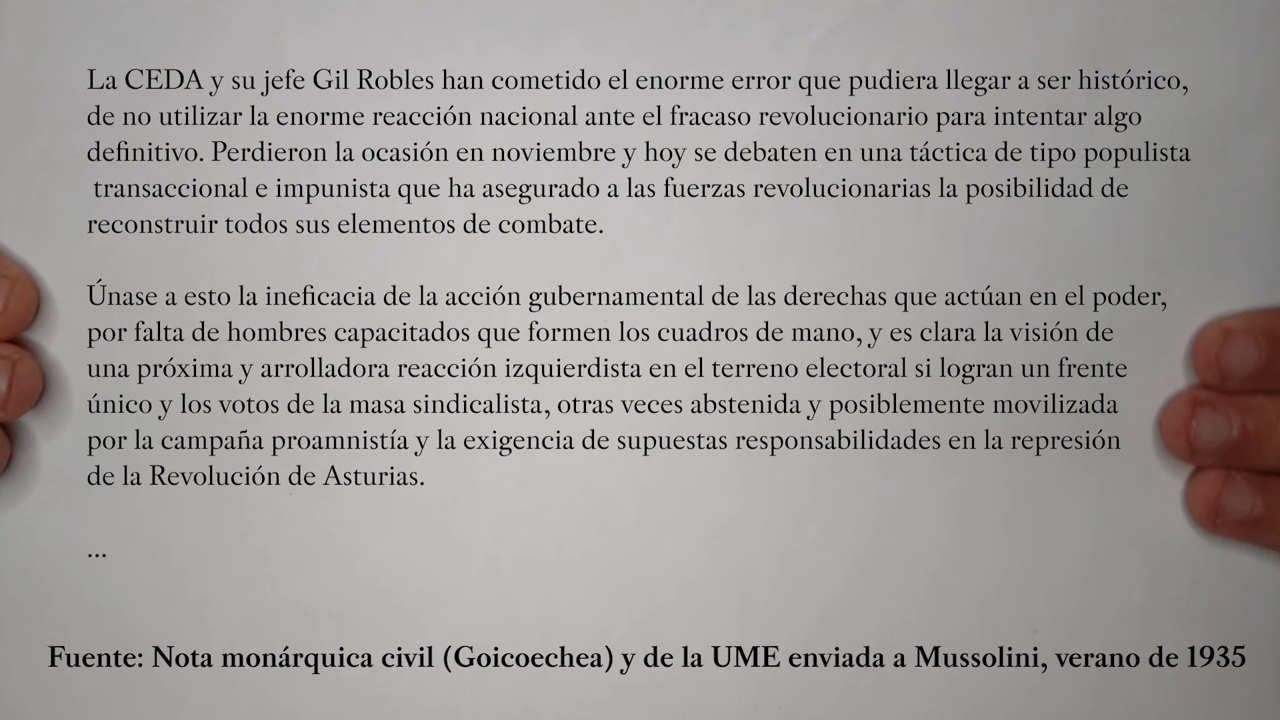 La CEDA y su jefe Gil Robles han cometido el enorme error que pudiera llegar a ser histórico,
de no utilizar la enorme reacción nacional ante el fracaso revolucionario para intentar algo
definitivo. Perdieron la ocasión en noviembre y hoy se debaten en una táctica de tipo populista
transaccional e impunista que ha asegurado a las fuerzas revolucionarias la posibilidad de
reconstruir todos sus elementos de combate.
Únase a esto la ineficacia de la acción gubernamental de las derechas que actúan en el poder,
por falta de hombres capacitados que formen los cuadros de mano, y es clara la visión de
una próxima y arrolladora reacción izquierdista en el terreno electoral si logran un frente
único y los votos de la masa sindicalista, otras veces abstenida y posiblemente movilizada
por la campaña proamnistía y la exigencia de supuestas responsabilidades en la represión
de la Revolución de Asturias.
...
Fuente: Nota monárquica civil (Goicoechea) y de la UME enviada a Mussolini, verano de 1935